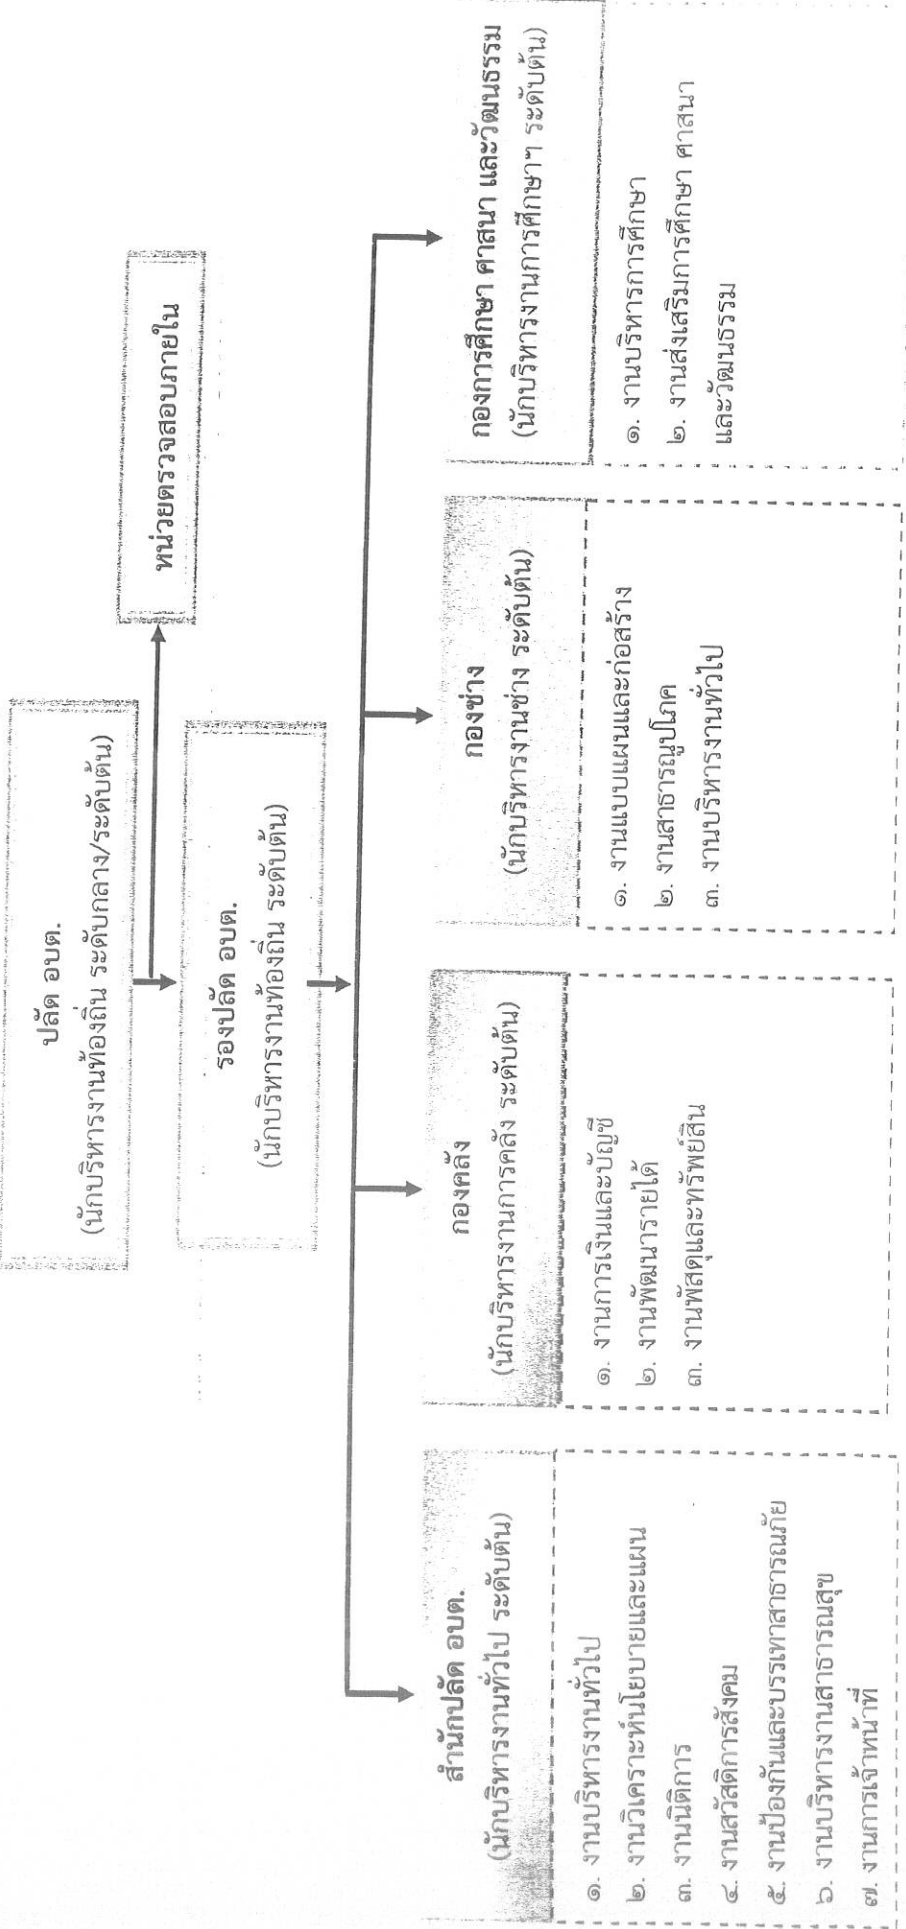 ปลัด อบต.
(นักบริหารงานท้องถิ่น ระดับกลาง/ระดับต้น)
หน่วยตรวจสอบภายใน
รองปลัด อบต.
(นักบริหารงานท้องถิ่น ระดับต้น)
สำนักปลัด อบต.
(นักบริหารงานทั่วไป ระดับต้น)
๑. งานบริหารงานทั่วไป
๒. งานวิเคราะห์นโยบายและแผน
๓. งานนิติการ
๔. งานสวัสดิการสังคม
๕. งานป้องกันและบรรเทาสาธารณภัย
๖. งานบริหารงานสาธารณสุข
๗. งานการเจ้าหน้าที่
กองคลัง
(นักบริหารงานการคลัง ระดับต้น)
๑. งานการเงินและบัญชี
๒. งานพัฒนารายได้
๓. งานพัสดุและทรัพย์สิน
กองช่าง
(นักบริหารงานช่าง ระดับต้น)
๑. งานแบบแผนและก่อสร้าง
๒. งานสาธารณูปโภค
๓. งานบริหารงานทั่วไป
กองการศึกษา ศาสนา และวัฒนธรรม
(นักบริหารงานการศึกษาฯ ระดับต้น)
๑. งานบริหารการศึกษา
๒. งานส่งเสริมการศึกษา ศาสนา
และวัฒนธรรม